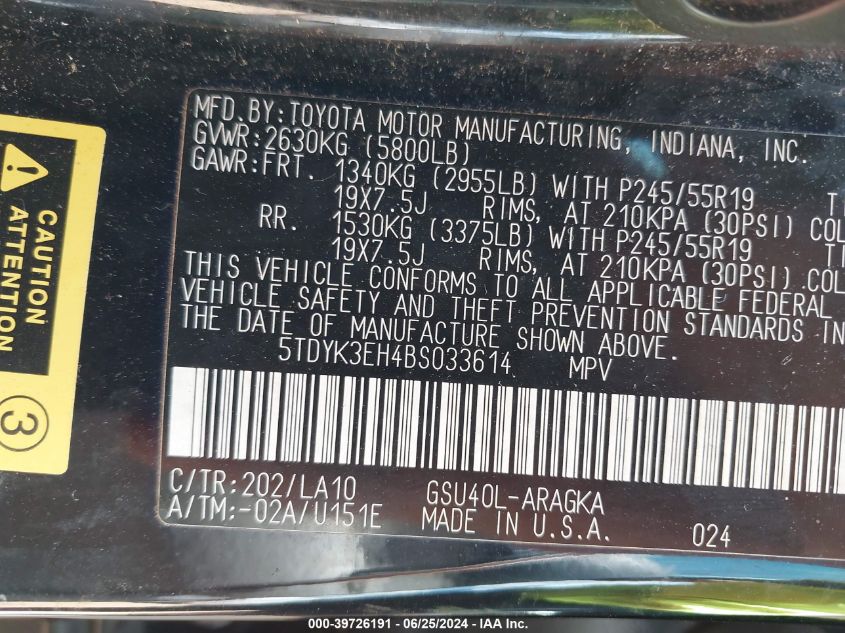 MFD.BY:TOYOTA MOTOR MANUFACTURING, INDIANA, INC.
GVWR:2630KG (5800LB)
GAWR:FRT. 1340KG (2955LB) WITH P245/55R19
19X7.5J RIMS, AT 210KPA (30PSI) COL
RR. 1530KG (3375LB) WITH P245/55R19
19X7.5J RIMS, AT 210KPA (30PSI) COL
THIS VEHICLE CONFORMS TO ALL APPLICABLE FEDERAL
VEHICLE SAFETY AND THEFT PREVENTION STANDARDS IN
THE DATE OF MANUFACTURE SHOWN ABOVE.
5TDYK3EH4BS033614 MPV
C/TR:202/LA10 GSU40L-ARAGKA
A/TM:-02A/U151E MADE IN U.S.A. 024
CAUTION
ATTENTION
3
000-39726191 - 06/25/2024 - IAA Inc.